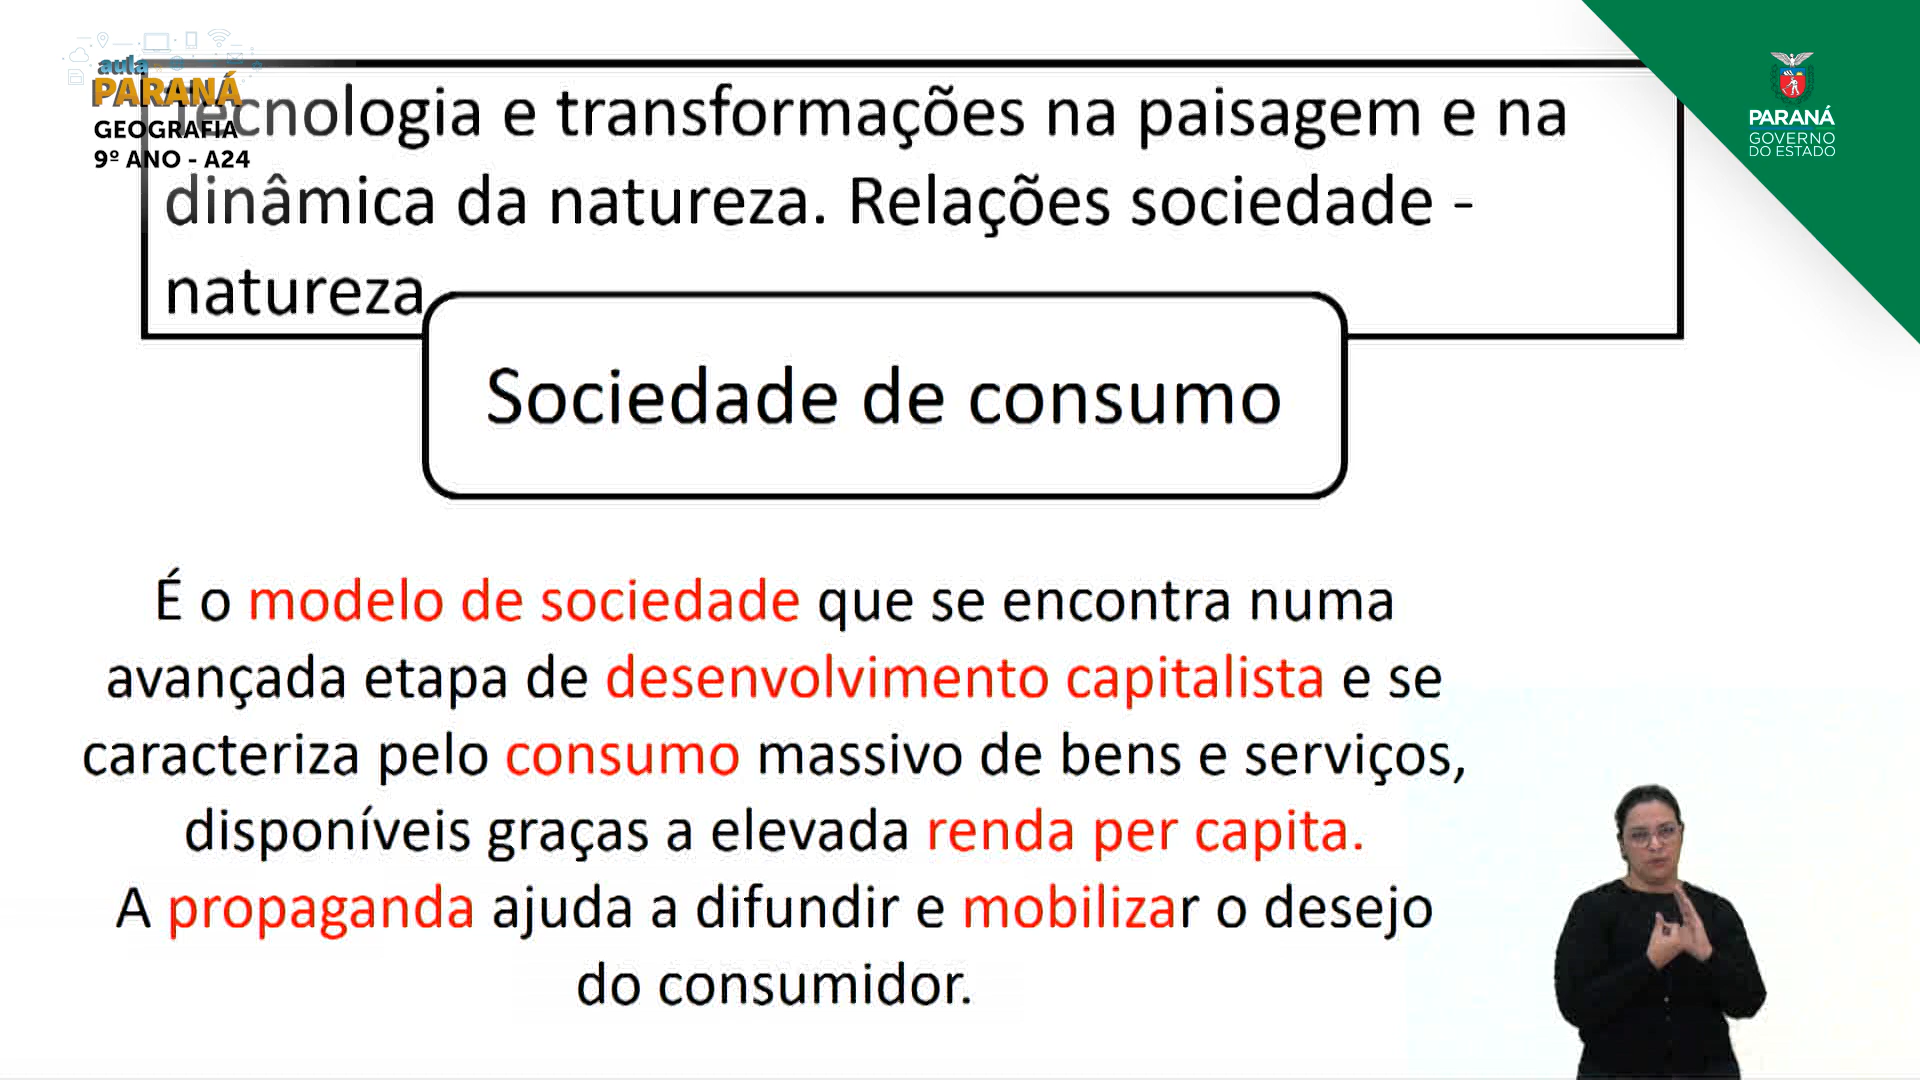 aula
PARANÁ
GEOGRAFIA
9º ANO - A24
Tecnologia e transformações na paisagem e na
dinâmica da natureza. Relações sociedade -
natureza
PARANÁ
GOVERNO
DO ESTADO
Sociedade de consumo
É o modelo de sociedade que se encontra numa
avançada etapa de desenvolvimento capitalista e se
caracteriza pelo consumo massivo de bens e serviços,
disponíveis graças a elevada renda per capita.
A propaganda ajuda a difundir e mobilizar o desejo
do consumidor.